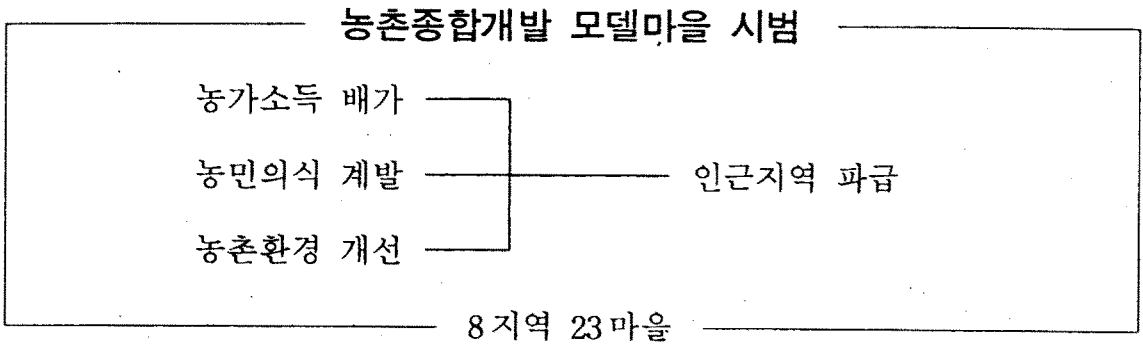 농촌종합개발 모델마을 시범
농가소득 배가
농민의식 계발
인근지역 파급
농촌환경 개선
8지역 23마을